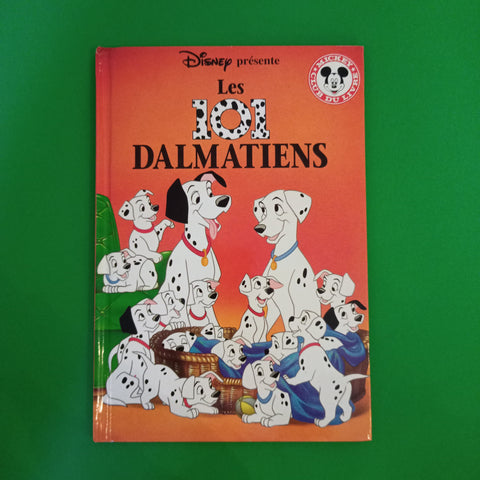 Disney présente
MICKEY
CLUB DU LIVRE
Les
101
DALMATIENS